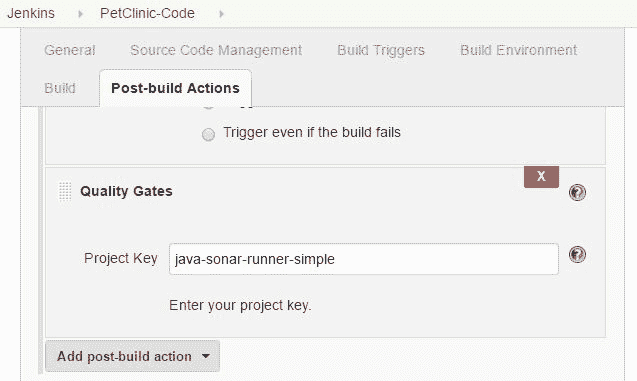 Jenkins PetClinic-Code
General Source Code Management Build Triggers Build Environment
Build Post-build Actions
Trigger even if the build fails
X
Quality Gates
Project Key java-sonar-runner-simple
Enter your project key.
Add post-build action